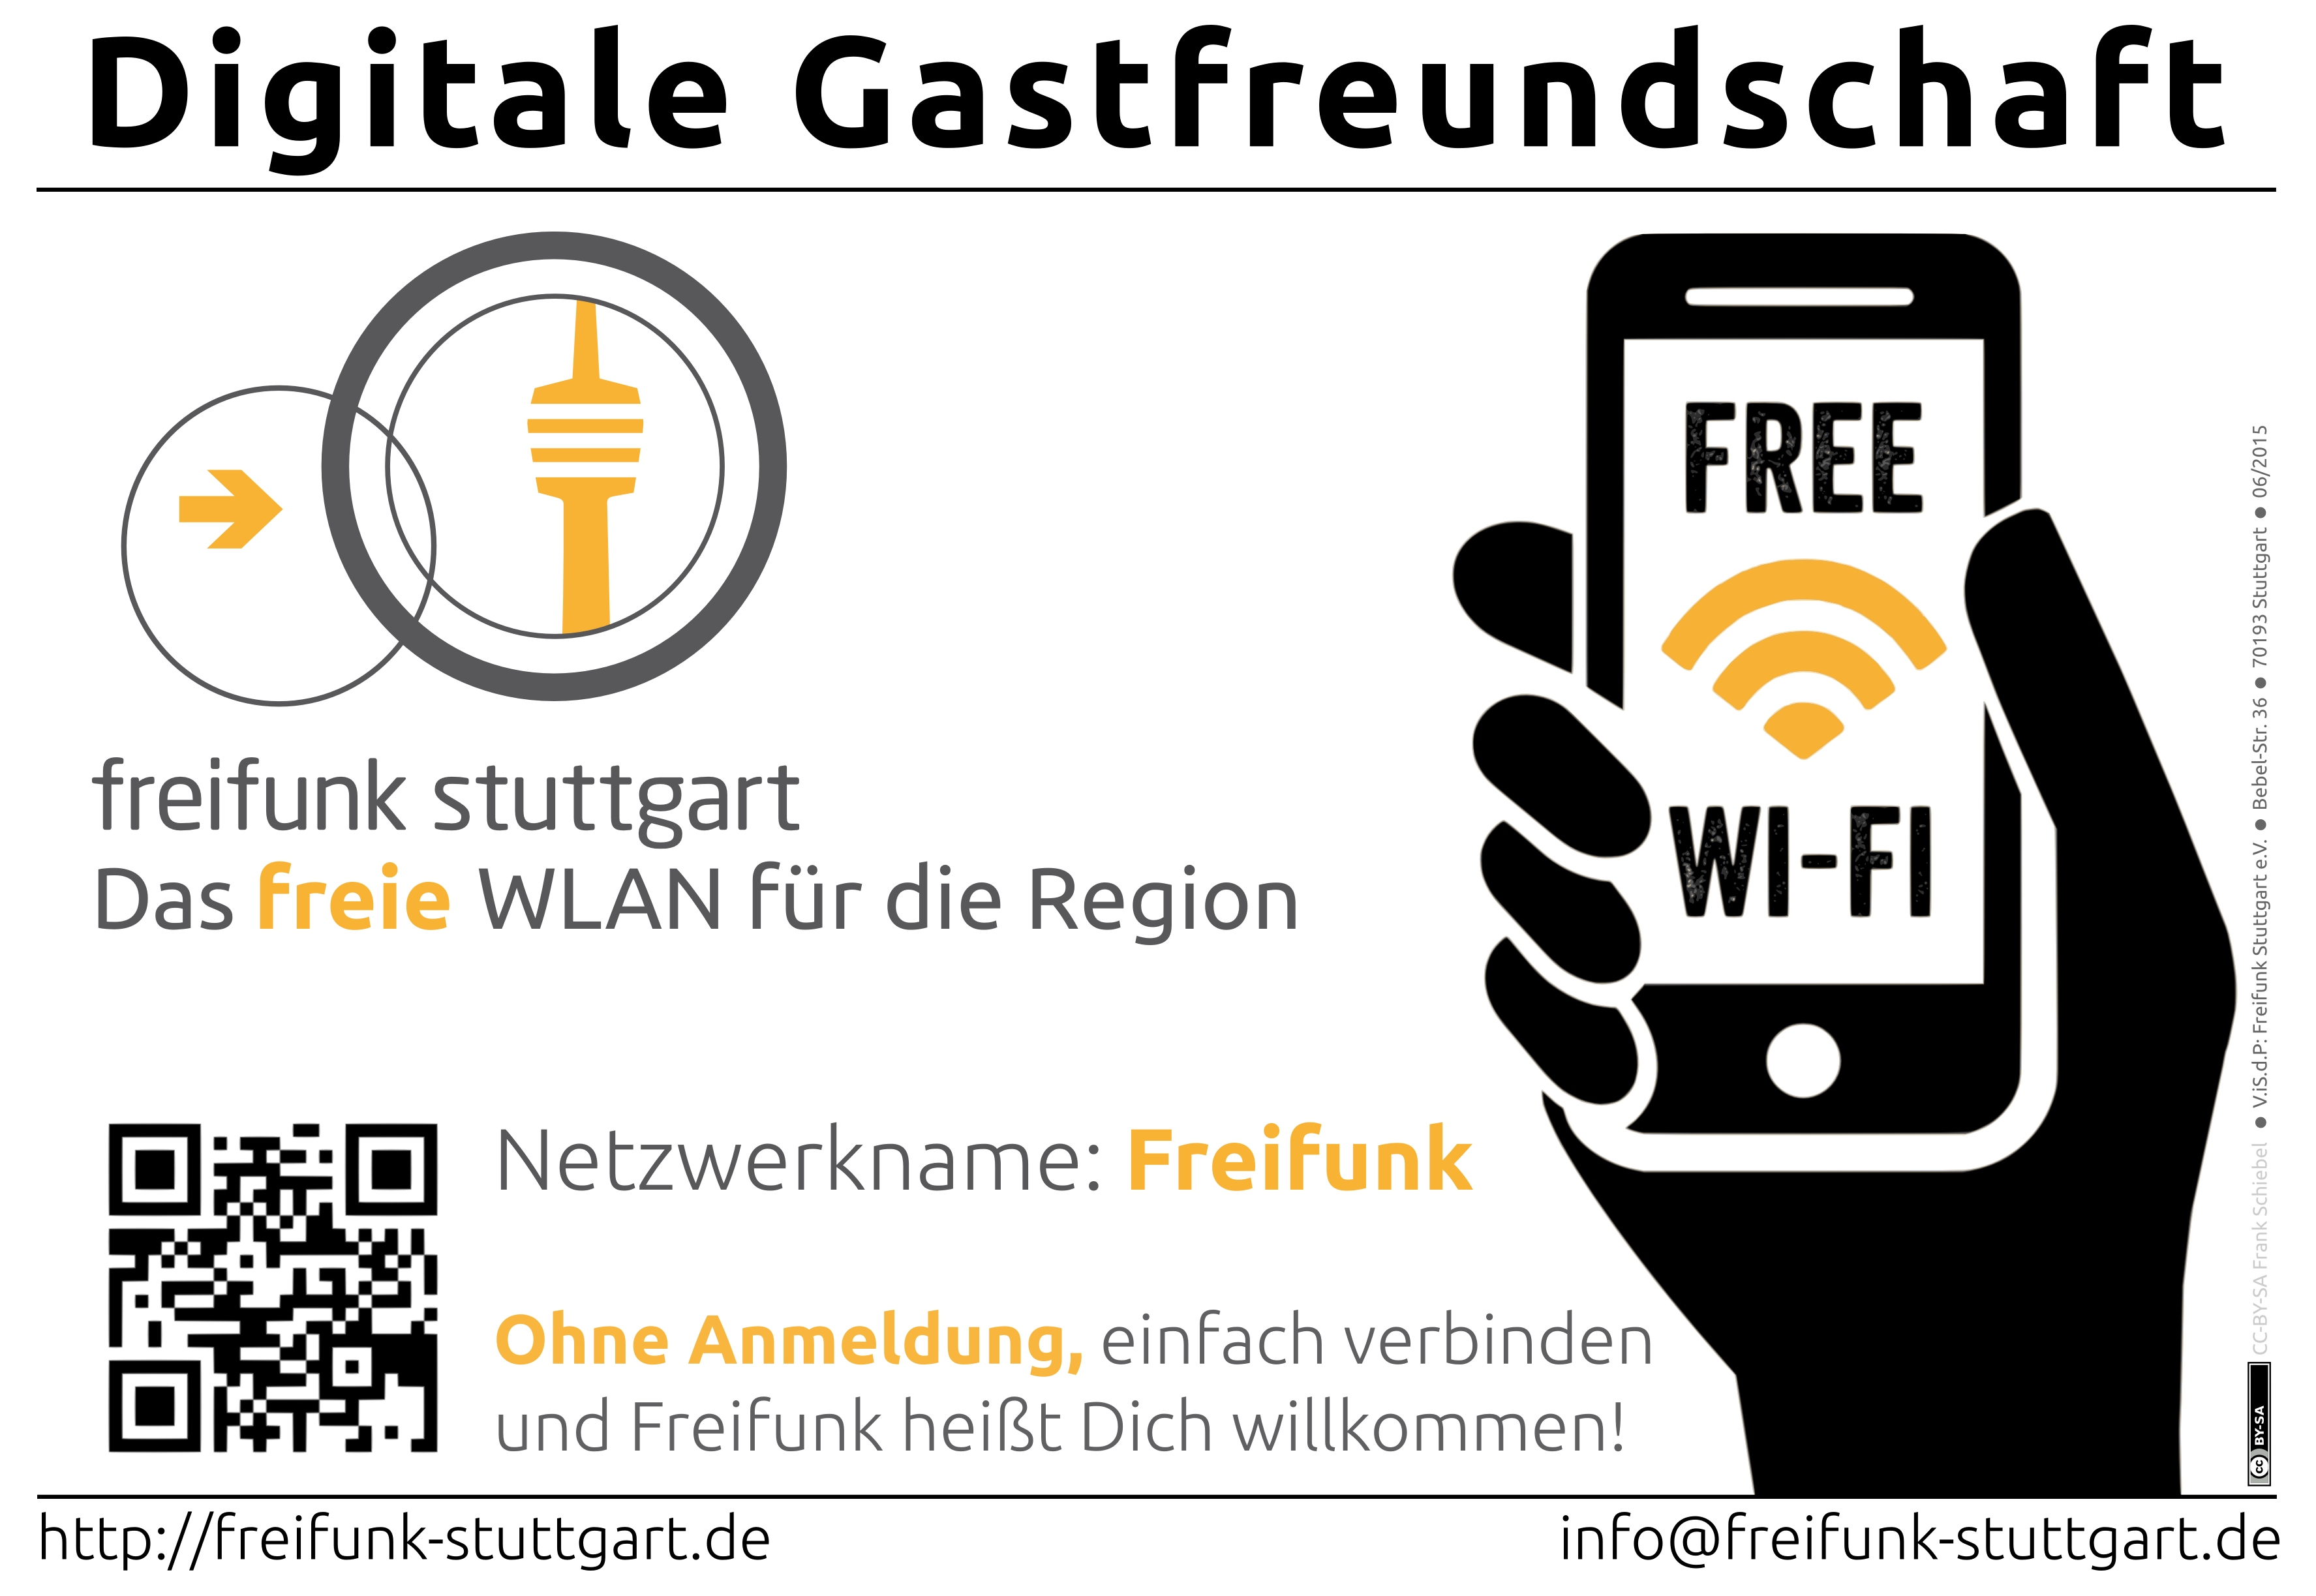 Digitale Gastfreundschaft
FREE
WI-FI
freifunk stuttgart
Das freie WLAN für die Region
Netzwerkname: Freifunk
Ohne Anmeldung, einfach verbinden
und Freifunk heißt Dich willkommen!
http://freifunk-stuttgart.de
info@freifunk-stuttgart.de
cc BY-SA
CC-BY-SA Frank Schiebel ● V.iS.d.P: Freifunk Stuttgart e.V. ● Bebel-Str. 36 ● 70193 Stuttgart ● 06/2015